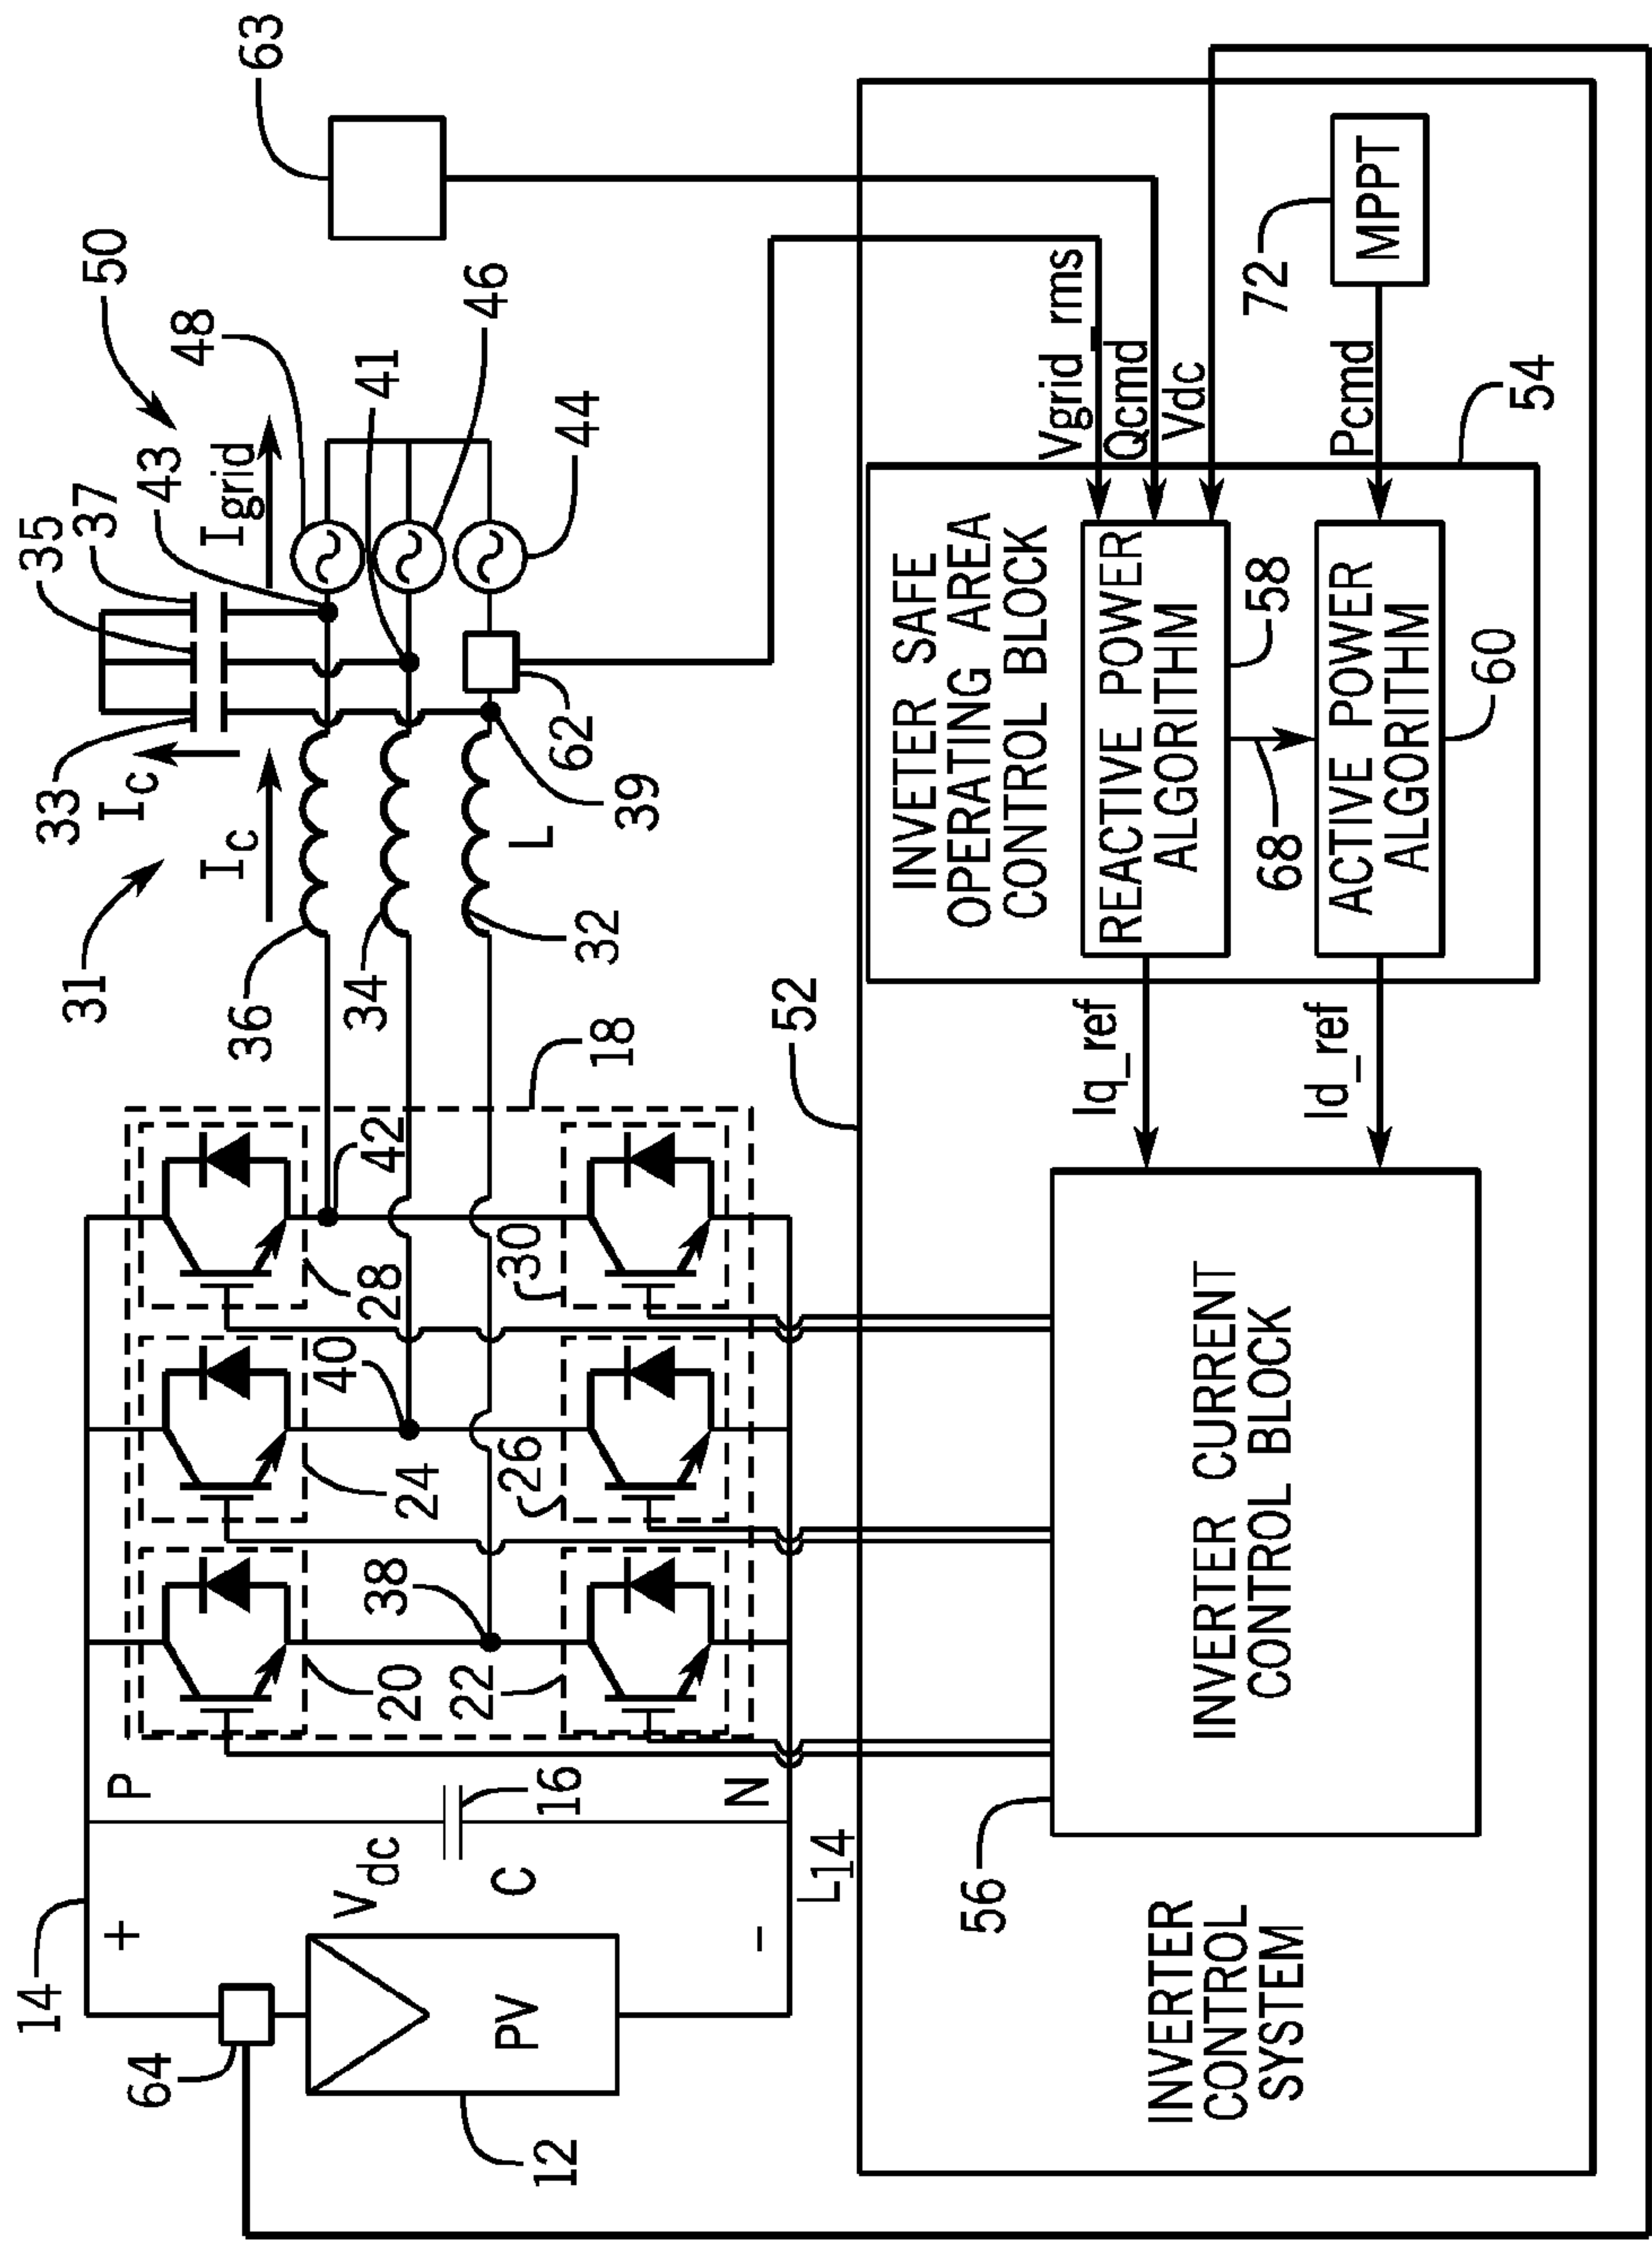 14
64
+
P
V dc
C
16
PV
12
-
N
L14
20
22
38
24
26
40
28
30
42
18
31
36
34
32
L
Ic
Ic
33
35
37
43
Igrid
50
48
41
46
44
62
39
63
52
INVERTER
CONTROL
SYSTEM
56
INVERTER CURRENT
CONTROL BLOCK
Iq_ref
Id_ref
INVETER SAFE
OPERATING AREA
CONTROL BLOCK
REACTIVE POWER
ALGORITHM
58
68
ACTIVE POWER
ALGORITHM
60
54
Vgrid_rms
Qcmd
Vdc
Pcmd
72
MPPT